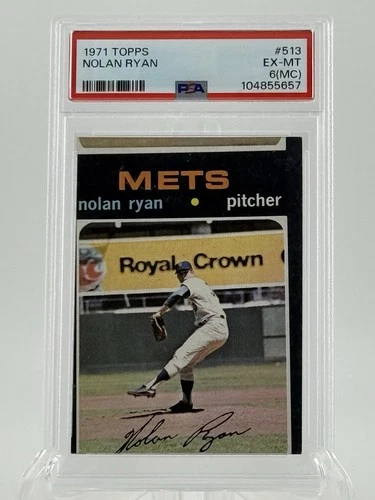 1971 TOPPS #513
NOLAN RYAN EX-MT
PSA 6(MC)
104855657
METS
nolan ryan • pitcher
Royal Crown
Nolan Ryan